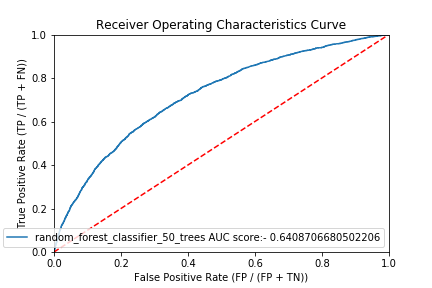 Receiver Operating Characteristics Curve
True Positive Rate (TP / (TP + FN))
1.0
0.8
0.6
0.4
0.2
0.0
random_forest_classifier_50_trees AUC score:- 0.6408706680502206
0.0 0.2 0.4 0.6 0.8 1.0
False Positive Rate (FP / (FP + TN))